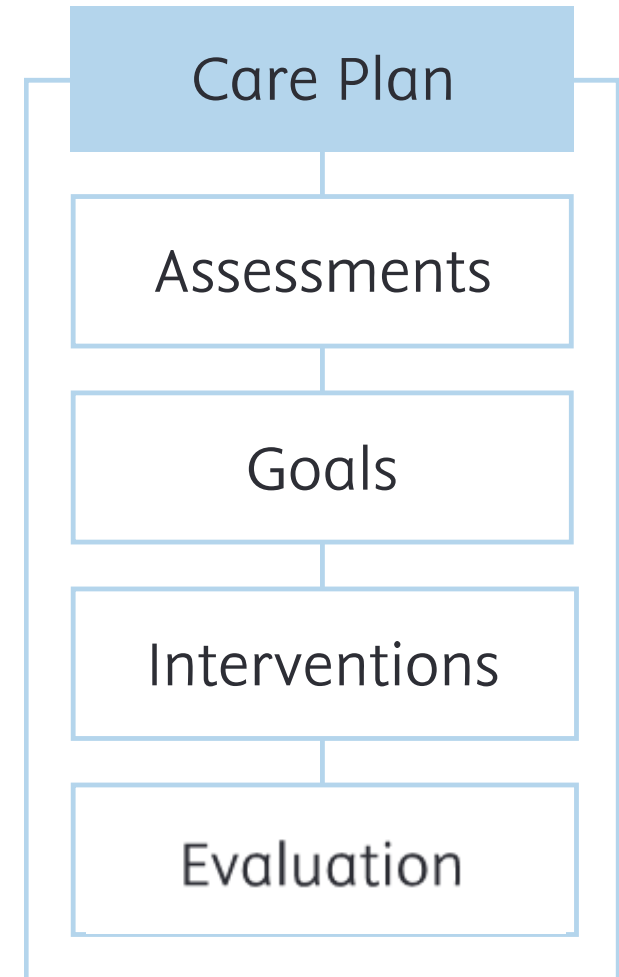 Care Plan
Assessments
Goals
Interventions
Evaluation